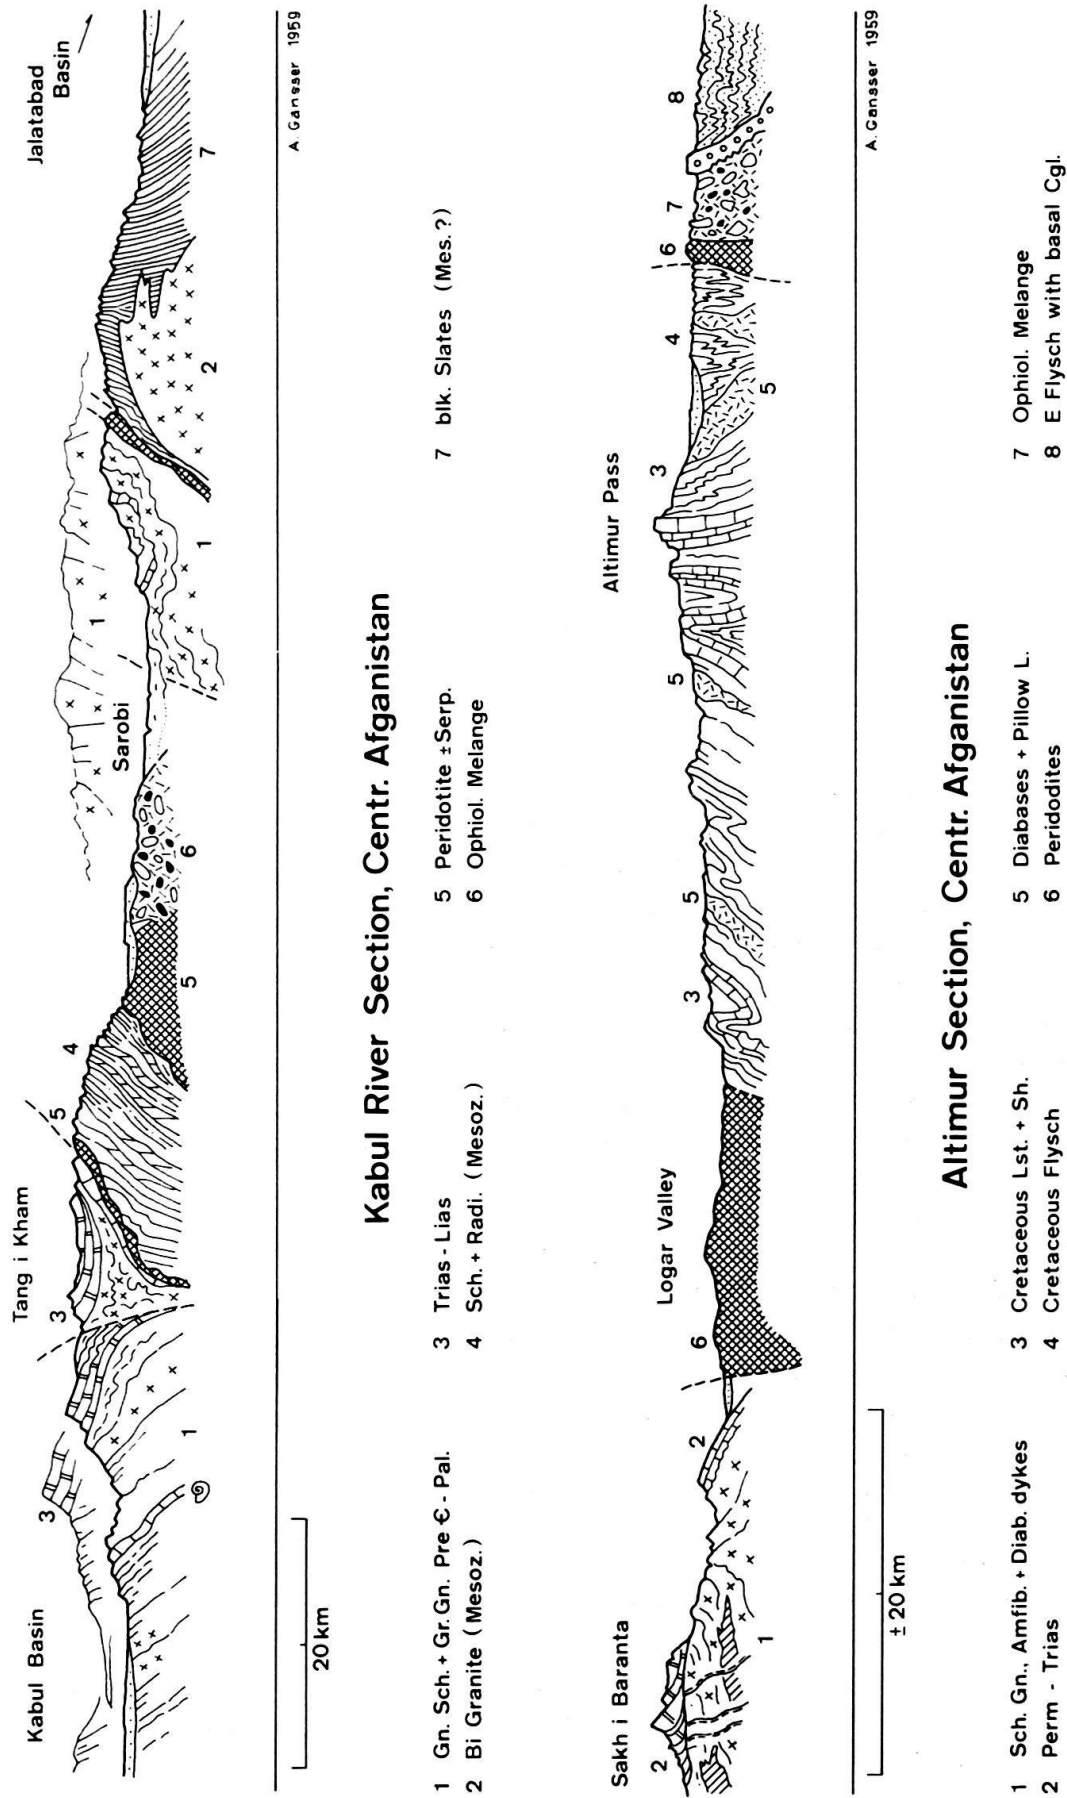 Kabul Basin
Tang i Kham
Sarobi
Jalatabad
Basin
3
1
3
5
4
5
6
1
1
2
7
20 km
A. Gansser 1959
Kabul River Section, Centr. Afganistan
1 Gn. Sch. + Gr. Gn. Pre Є - Pal.
2 Bi Granite (Mesoz.)
3 Trias - Lias
4 Sch. + Radi. (Mesoz.)
5 Peridotite ± Serp.
6 Ophiol. Melange
7 blk. Slates (Mes.?)
Sakh i Baranta
Logar Valley
Altimur Pass
2
1
2
6
3
5
5
3
5
4
6
7
8
± 20 km
A. Gansser 1959
Altimur Section, Centr. Afganistan
1 Sch. Gn., Amfib. + Diab. dykes
2 Perm - Trias
3 Cretaceous Lst. + Sh.
4 Cretaceous Flysch
5 Diabases + Pillow L.
6 Peridodites
7 Ophiol. Melange
8 E Flysch with basal Cgl.